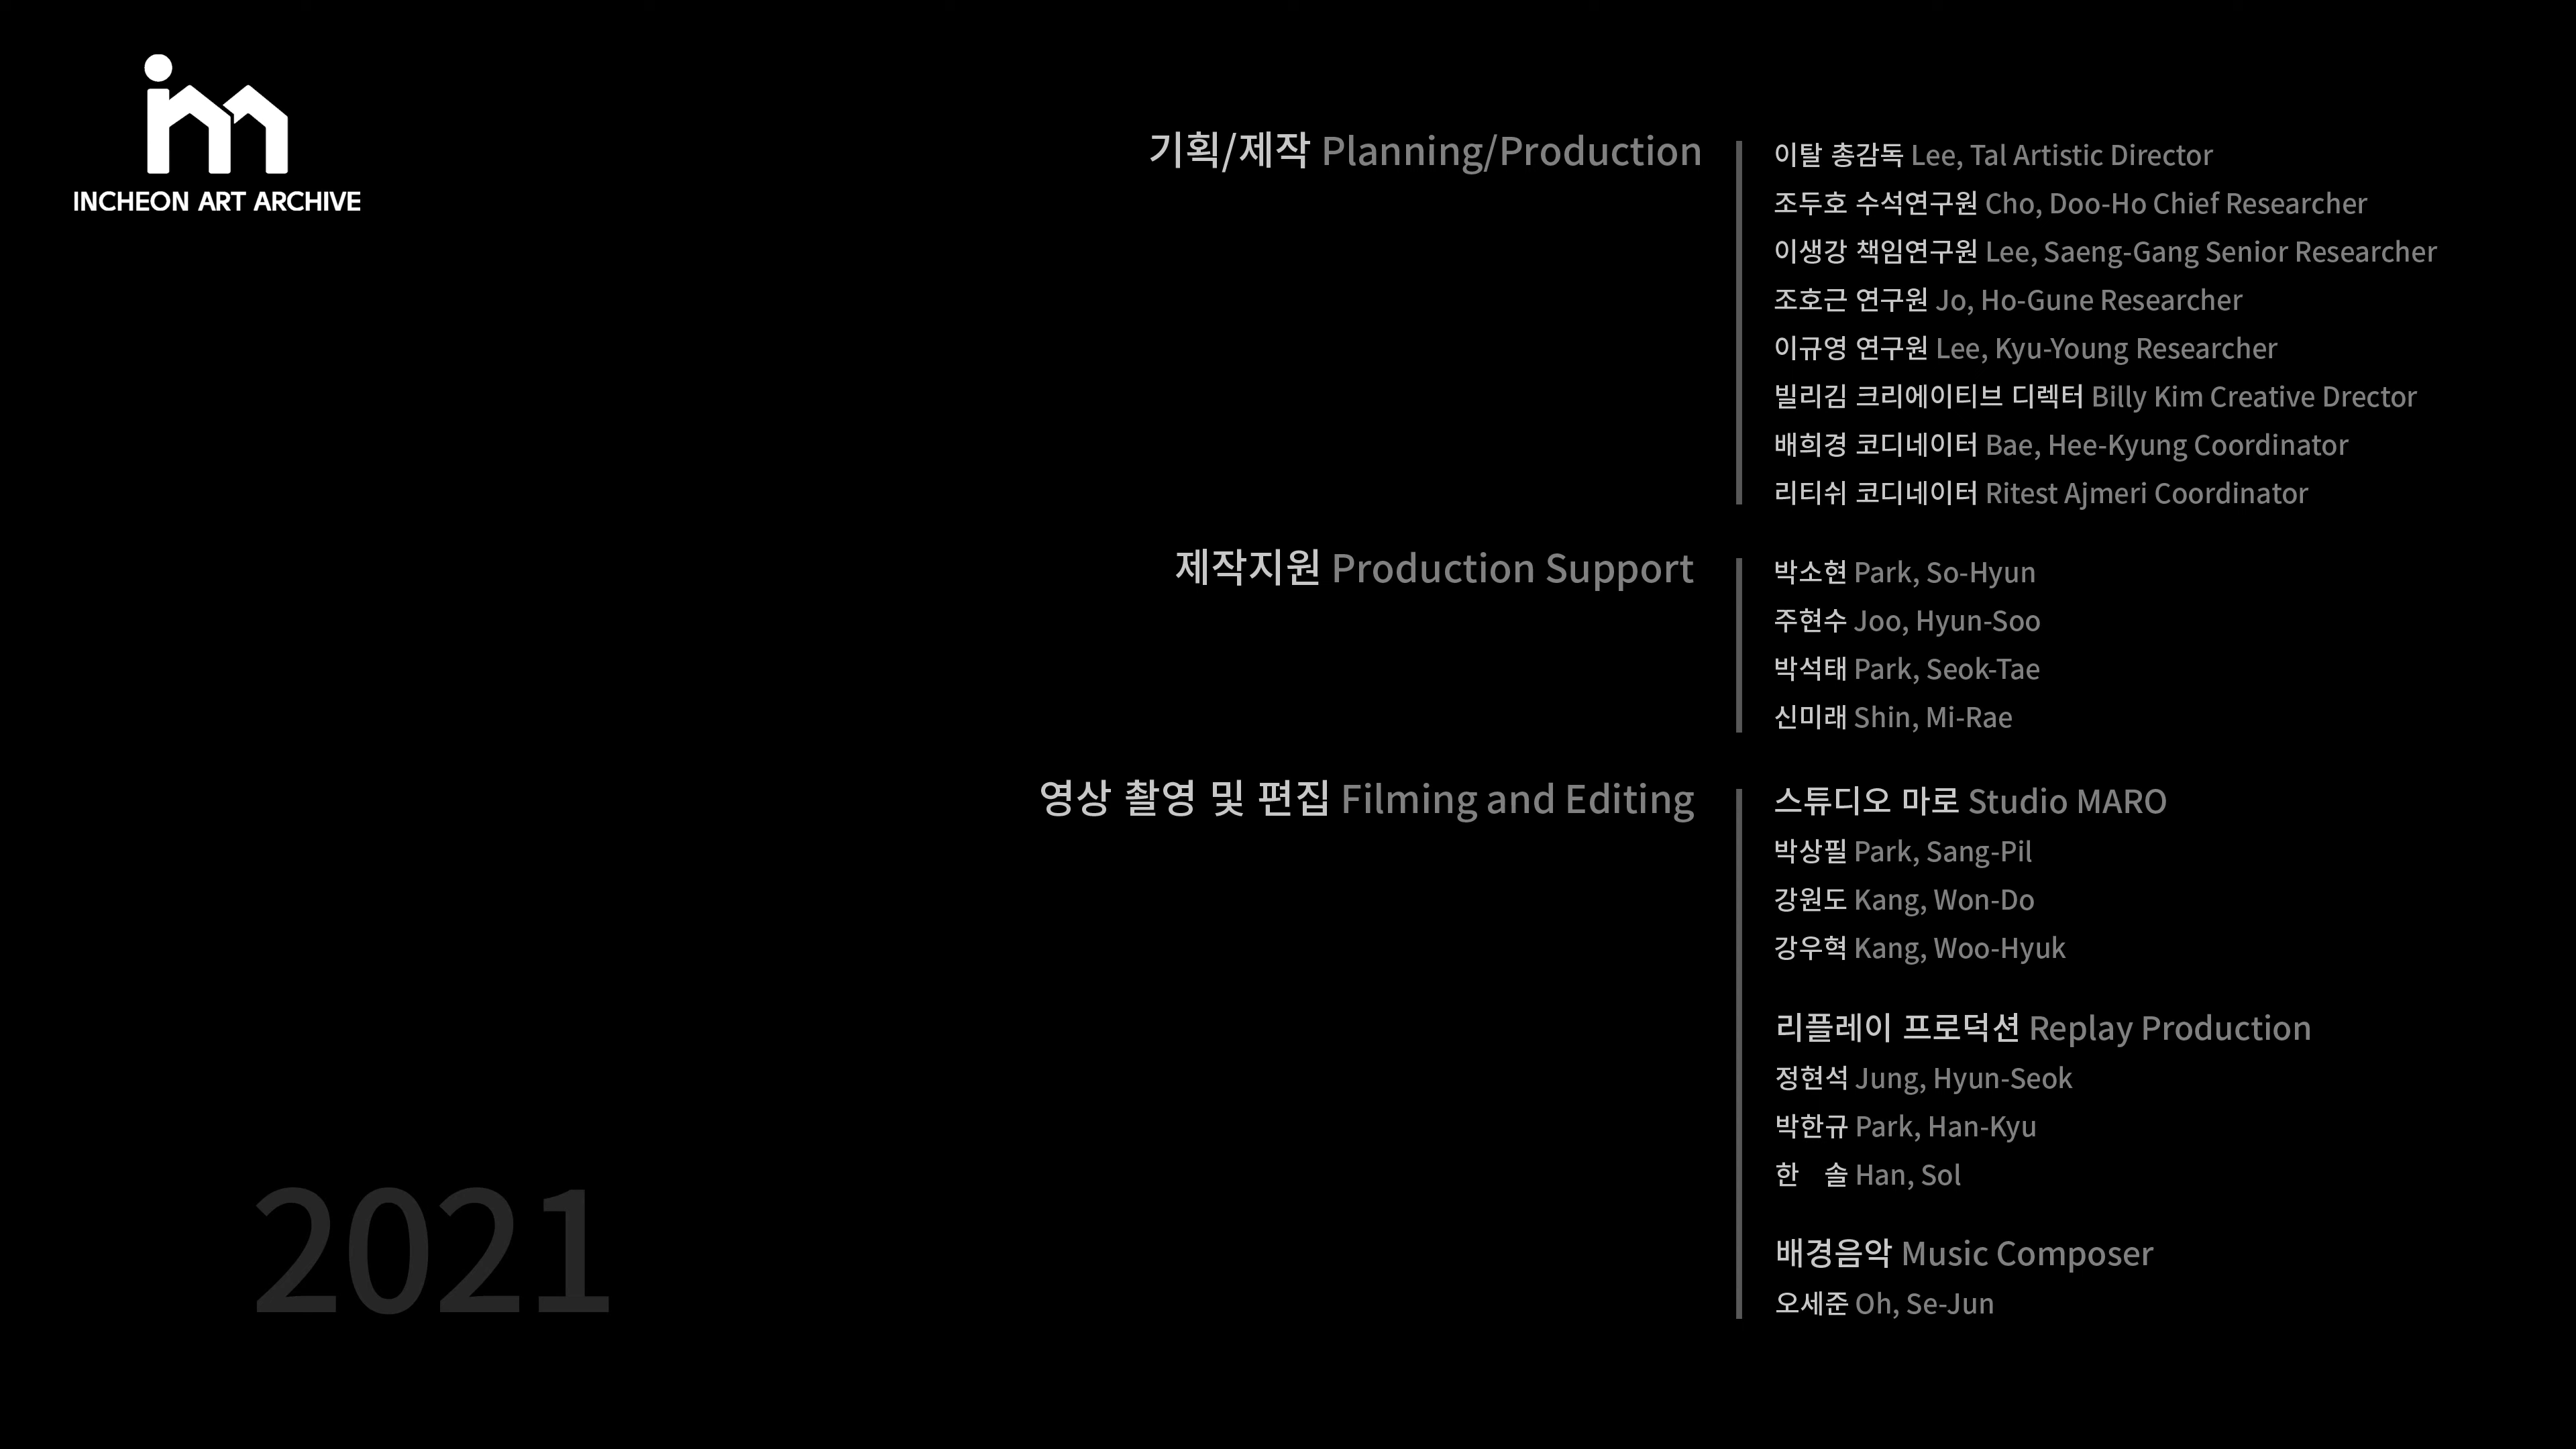 im
INCHEON ART ARCHIVE
기획/제작 Planning/Production
이탈 총감독 Lee, Tal Artistic Director
조두호 수석연구원 Cho, Doo-Ho Chief Researcher
이생강 책임연구원 Lee, Saeng-Gang Senior Researcher
조호근 연구원 Jo, Ho-Gune Researcher
이규영 연구원 Lee, Kyu-Young Researcher
빌리김 크리에이티브 디렉터 Billy Kim Creative Drector
배희경 코디네이터 Bae, Hee-Kyung Coordinator
리티쉬 코디네이터 Ritest Ajmeri Coordinator
제작지원 Production Support
박소현 Park, So-Hyun
주현수 Joo, Hyun-Soo
박석태 Park, Seok-Tae
신미래 Shin, Mi-Rae
영상 촬영 및 편집 Filming and Editing
스튜디오 마로 Studio MARO
박상필 Park, Sang-Pil
강원도 Kang, Won-Do
강우혁 Kang, Woo-Hyuk
리플레이 프로덕션 Replay Production
정현석 Jung, Hyun-Seok
박한규 Park, Han-Kyu
한 솔 Han, Sol
배경음악 Music Composer
오세준 Oh, Se-Jun
2021